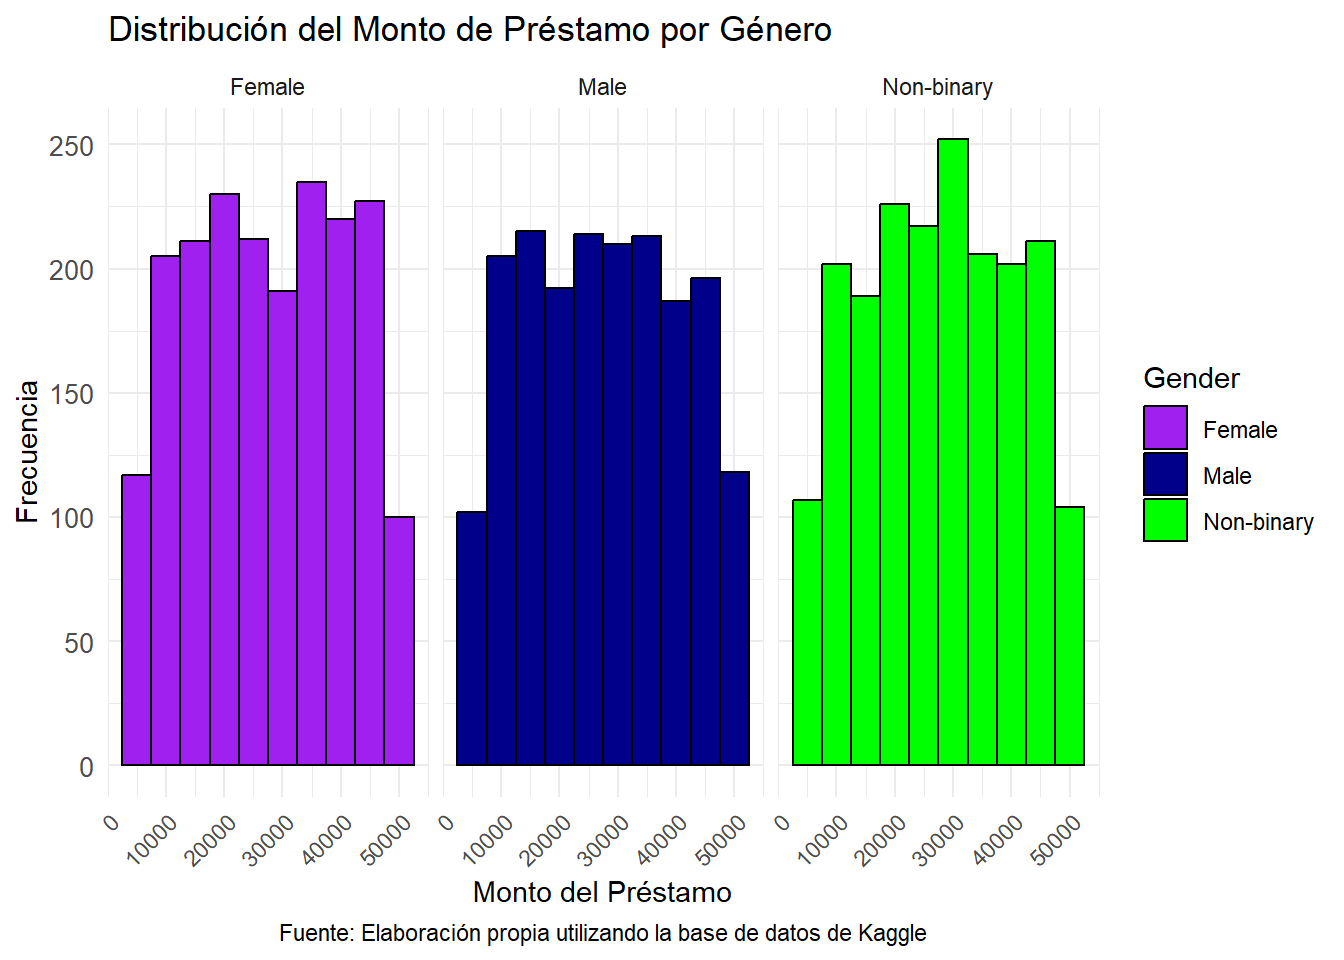 Distribución del Monto de Préstamo por Género
Female
Male
Non-binary
250
200
150
100
50
0
Frecuencia
0
10000
20000
30000
40000
50000
0
10000
20000
30000
40000
50000
0
10000
20000
30000
40000
50000
Monto del Préstamo
Gender
Female
Male
Non-binary
Fuente: Elaboración propia utilizando la base de datos de Kaggle